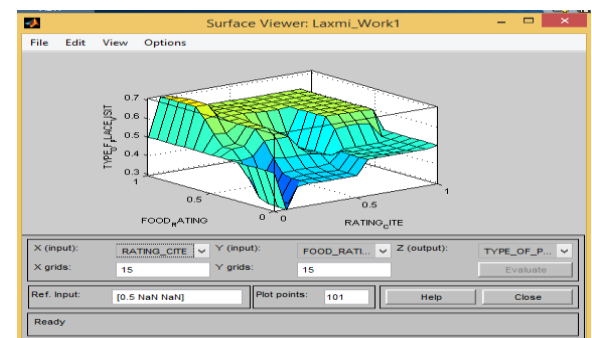 Surface Viewer: Laxmi_Work1
File Edit View Options
0.7
0.6
0.5
0.4
0.3
1
0.5
0
0
0.5
1
FOOD_RATING
RATING_CITE
X (input): RATING_CITE Y (input): FOOD_RATI... Z (output): TYPE_OF_P...
X grids: 15 Y grids: 15 Evaluate
Ref. Input: [0.5 NaN NaN] Plot points: 101 Help Close
Ready